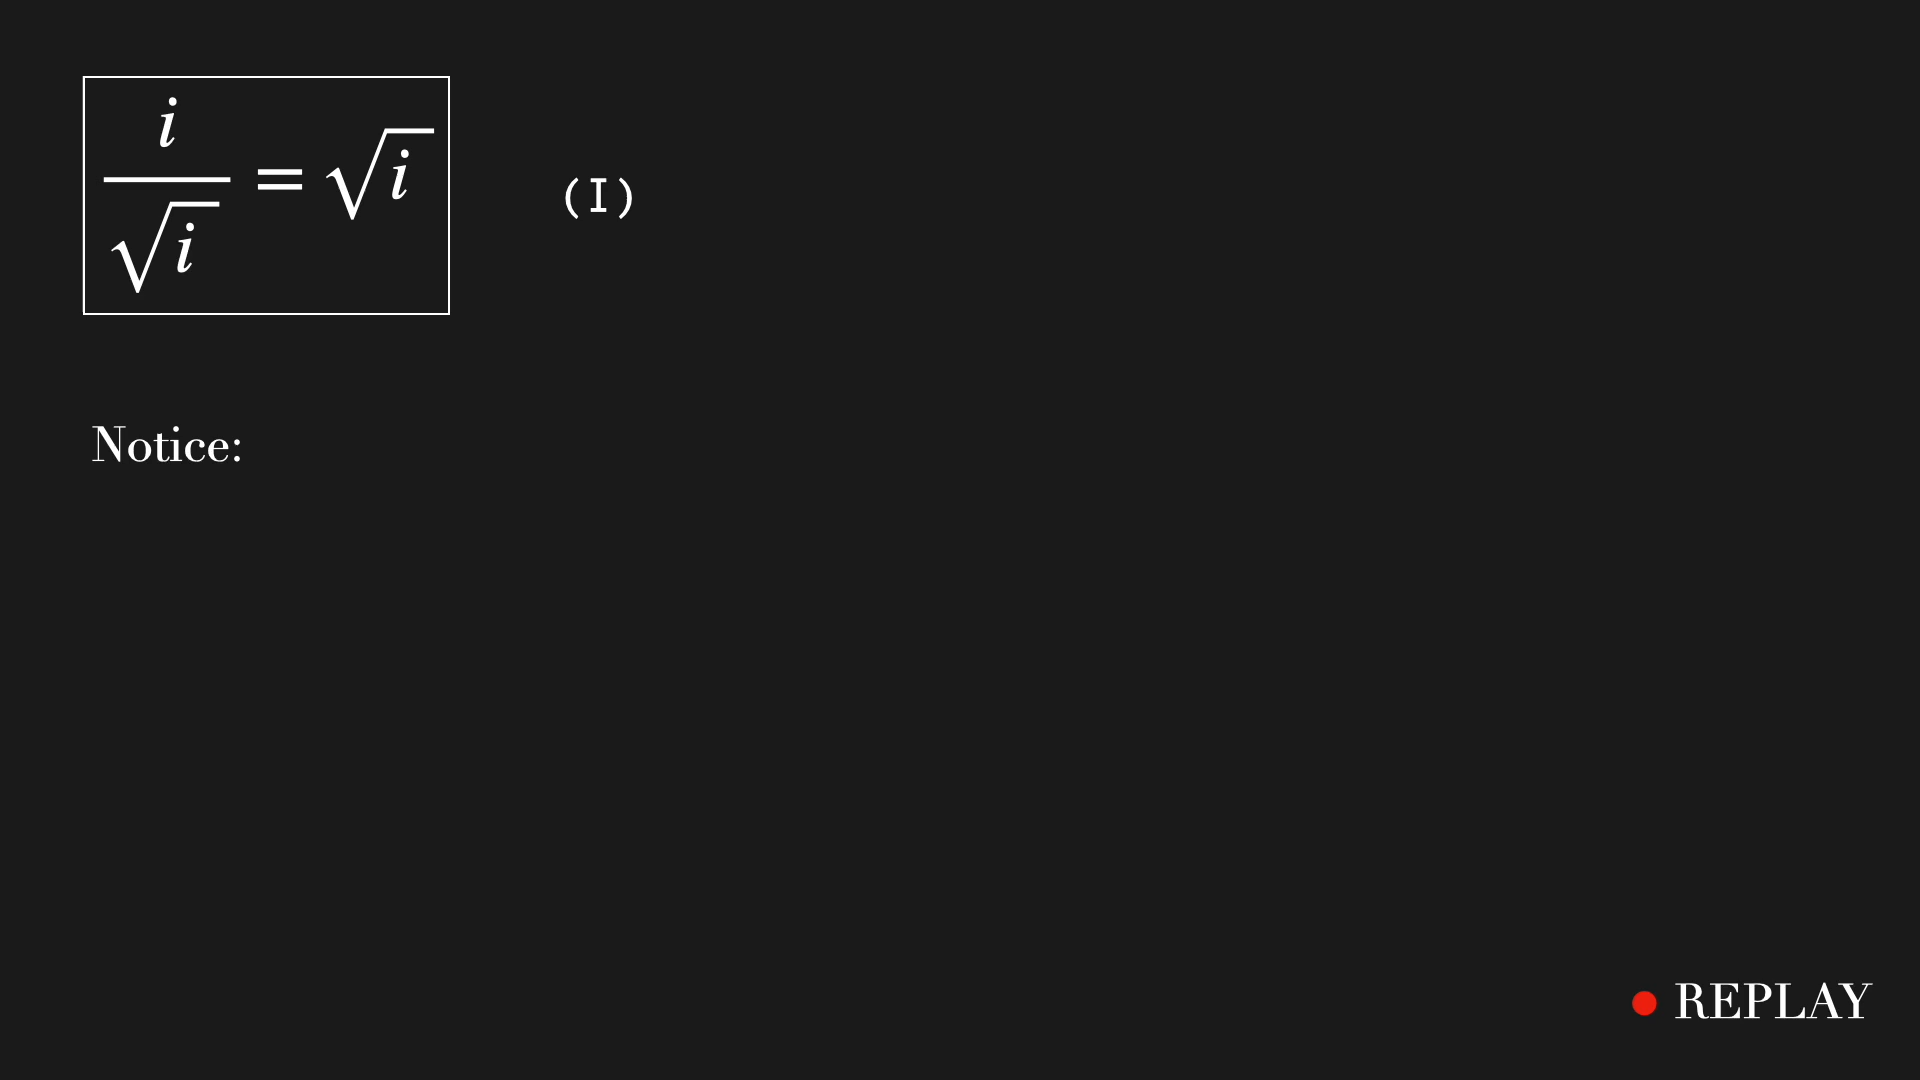 i/√i = √i (I)
Notice:
REPLAY